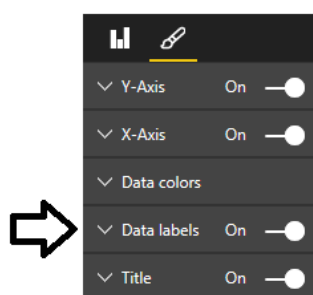 Y-Axis On
X-Axis On
Data colors
Data labels On
Title On